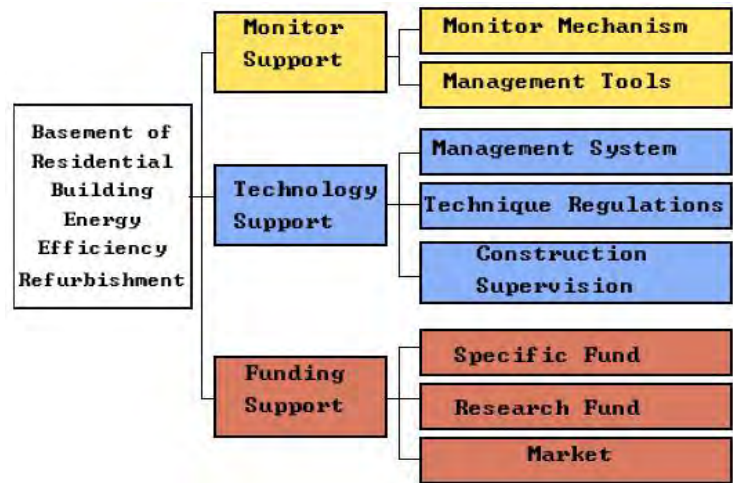 Basement of
Residential
Building
Energy
Efficiency
Refurbishment
Monitor
Support
Monitor Mechanism
Management Tools
Technology
Support
Management System
Technique Regulations
Construction
Supervision
Funding
Support
Specific Fund
Research Fund
Market